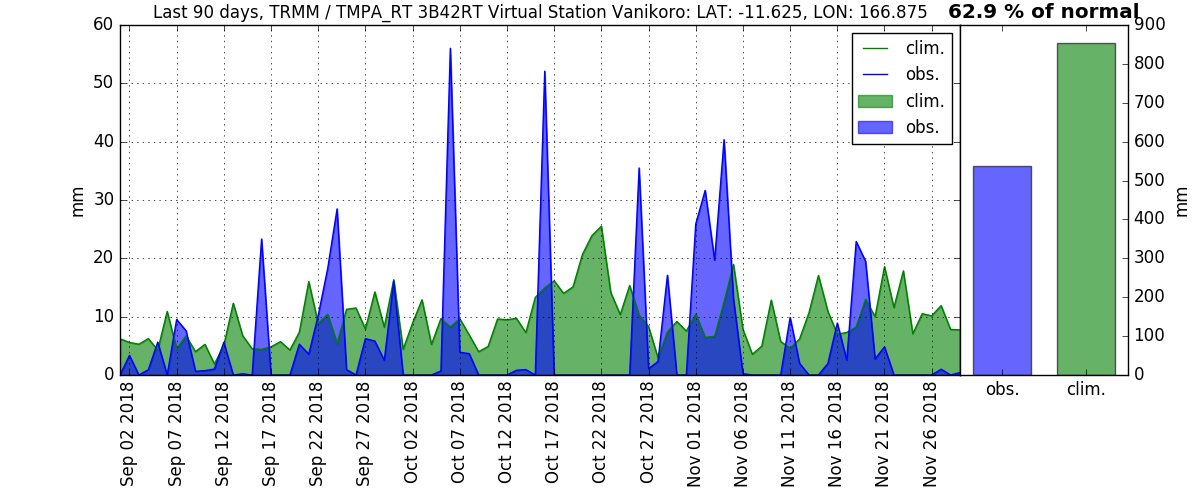 Last 90 days, TRMM / TMPA_RT 3B42RT Virtual Station Vanikoro: LAT: -11.625, LON: 166.875
62.9 % of normal
60
50
40
30
20
10
0
mm
clim.
obs.
clim.
obs.
Sep 02 2018
Sep 07 2018
Sep 12 2018
Sep 17 2018
Sep 22 2018
Sep 27 2018
Oct 02 2018
Oct 07 2018
Oct 12 2018
Oct 17 2018
Oct 22 2018
Oct 27 2018
Nov 01 2018
Nov 06 2018
Nov 11 2018
Nov 16 2018
Nov 21 2018
Nov 26 2018
900
800
700
600
500
400
300
200
100
0
mm
obs.
clim.